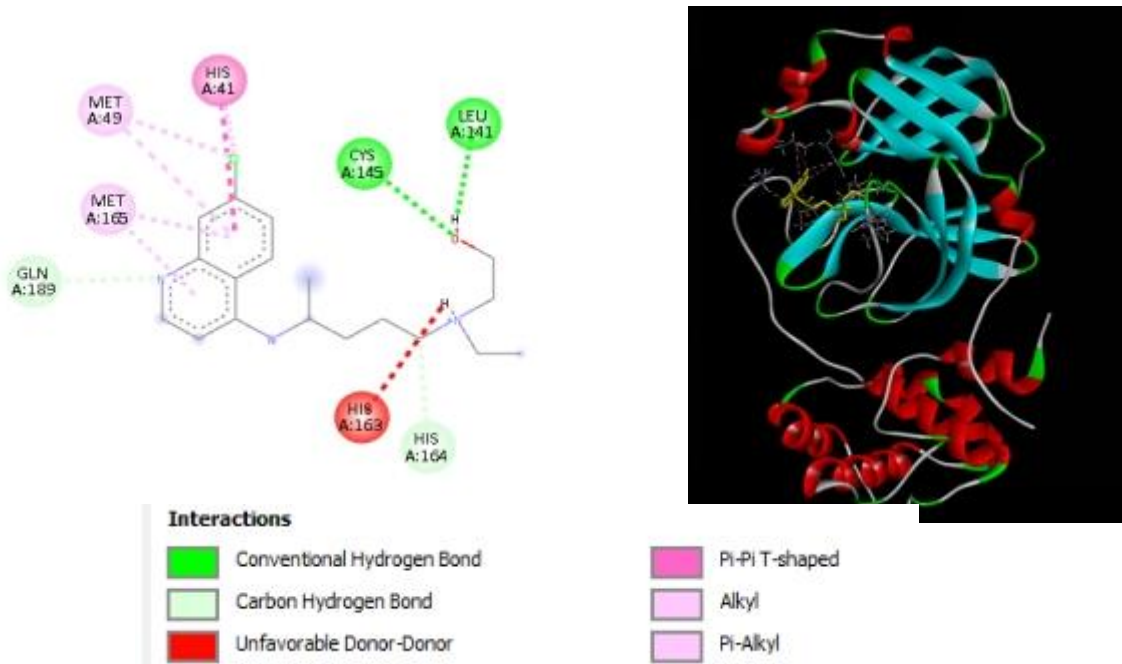 HIS
A:41
MET
A:49
LEU
A:141
CYS
A:145
MET
A:165
H
O
GLN
A:189
N
H
N
N
HIS
A:163
HIS
A:164
Interactions
Conventional Hydrogen Bond
Carbon Hydrogen Bond
Unfavorable Donor-Donor
Pi-Pi T-shaped
Alkyl
Pi-Alkyl